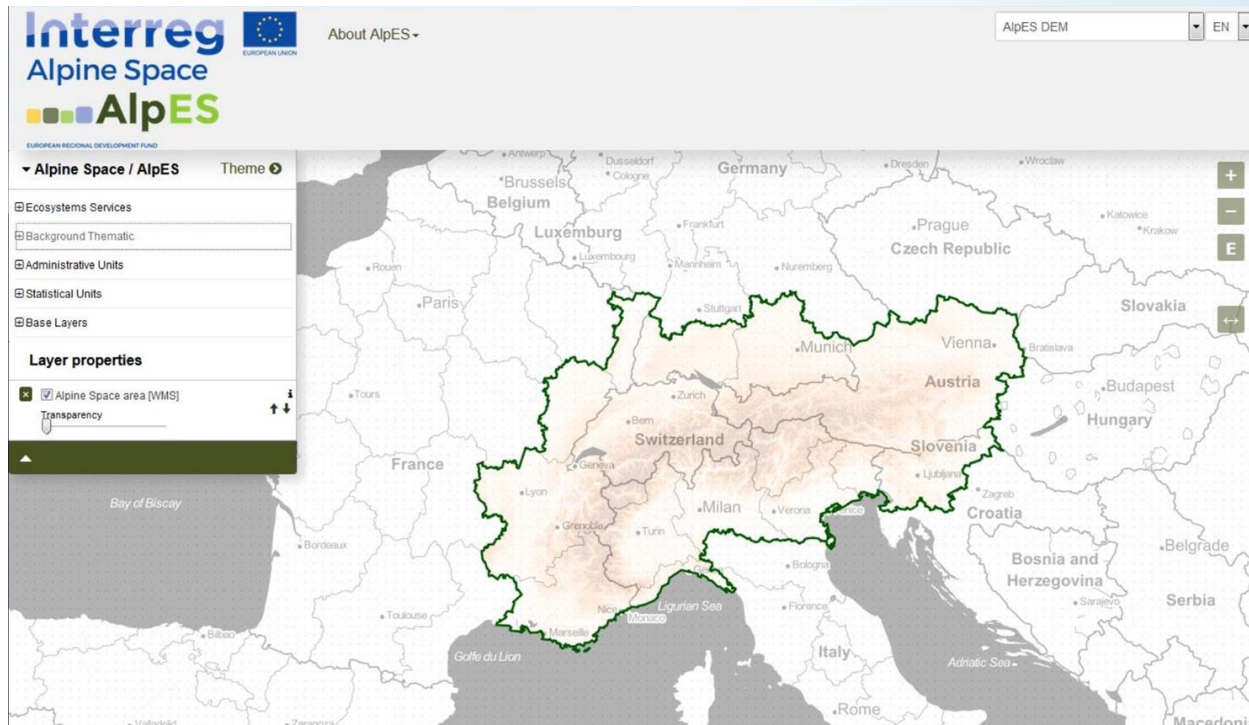 Interreg
EUROPEAN UNION
Alpine Space
AlpES
EUROPEAN REGIONAL DEVELOPMENT FUND
About AlpES
AlpES DEM
EN
Alpine Space / AlpES
Theme
Ecosystems Services
Background Thematic
Administrative Units
Statistical Units
Base Layers
Layer properties
Alpine Space area [WMS]
i
Transparency
+
−
E
Antwerp
Dusseldorf
Cologne
Germany
Dresden
Wroclaw
Brussels
Belgium
Luxemburg
Luxembourg
Frankfurt
Prague
Czech Republic
Katowice
Krakow
Rouen
Mannheim
Nuremberg
Paris
Stuttgart
Slovakia
Munich
Vienna
Bratislava
Tours
Zurich
Austria
Budapest
Hungary
Bern
Switzerland
Slovenia
France
Geneva
Ljubljana
Lyon
Zagreb
Croatia
Bay of Biscay
Milan
Verona
Venice
Grenoble
Turin
Bordeaux
Bologna
Belgrade
Bosnia and
Herzegovina
Genoa
Sarajevo
Serbia
Nice
Monaco
Ligurian Sea
Florence
Toulouse
Marseille
Bilbao
Golfe du Lion
Italy
Adriatic Sea
Rome
Valladolid
Zaragoza